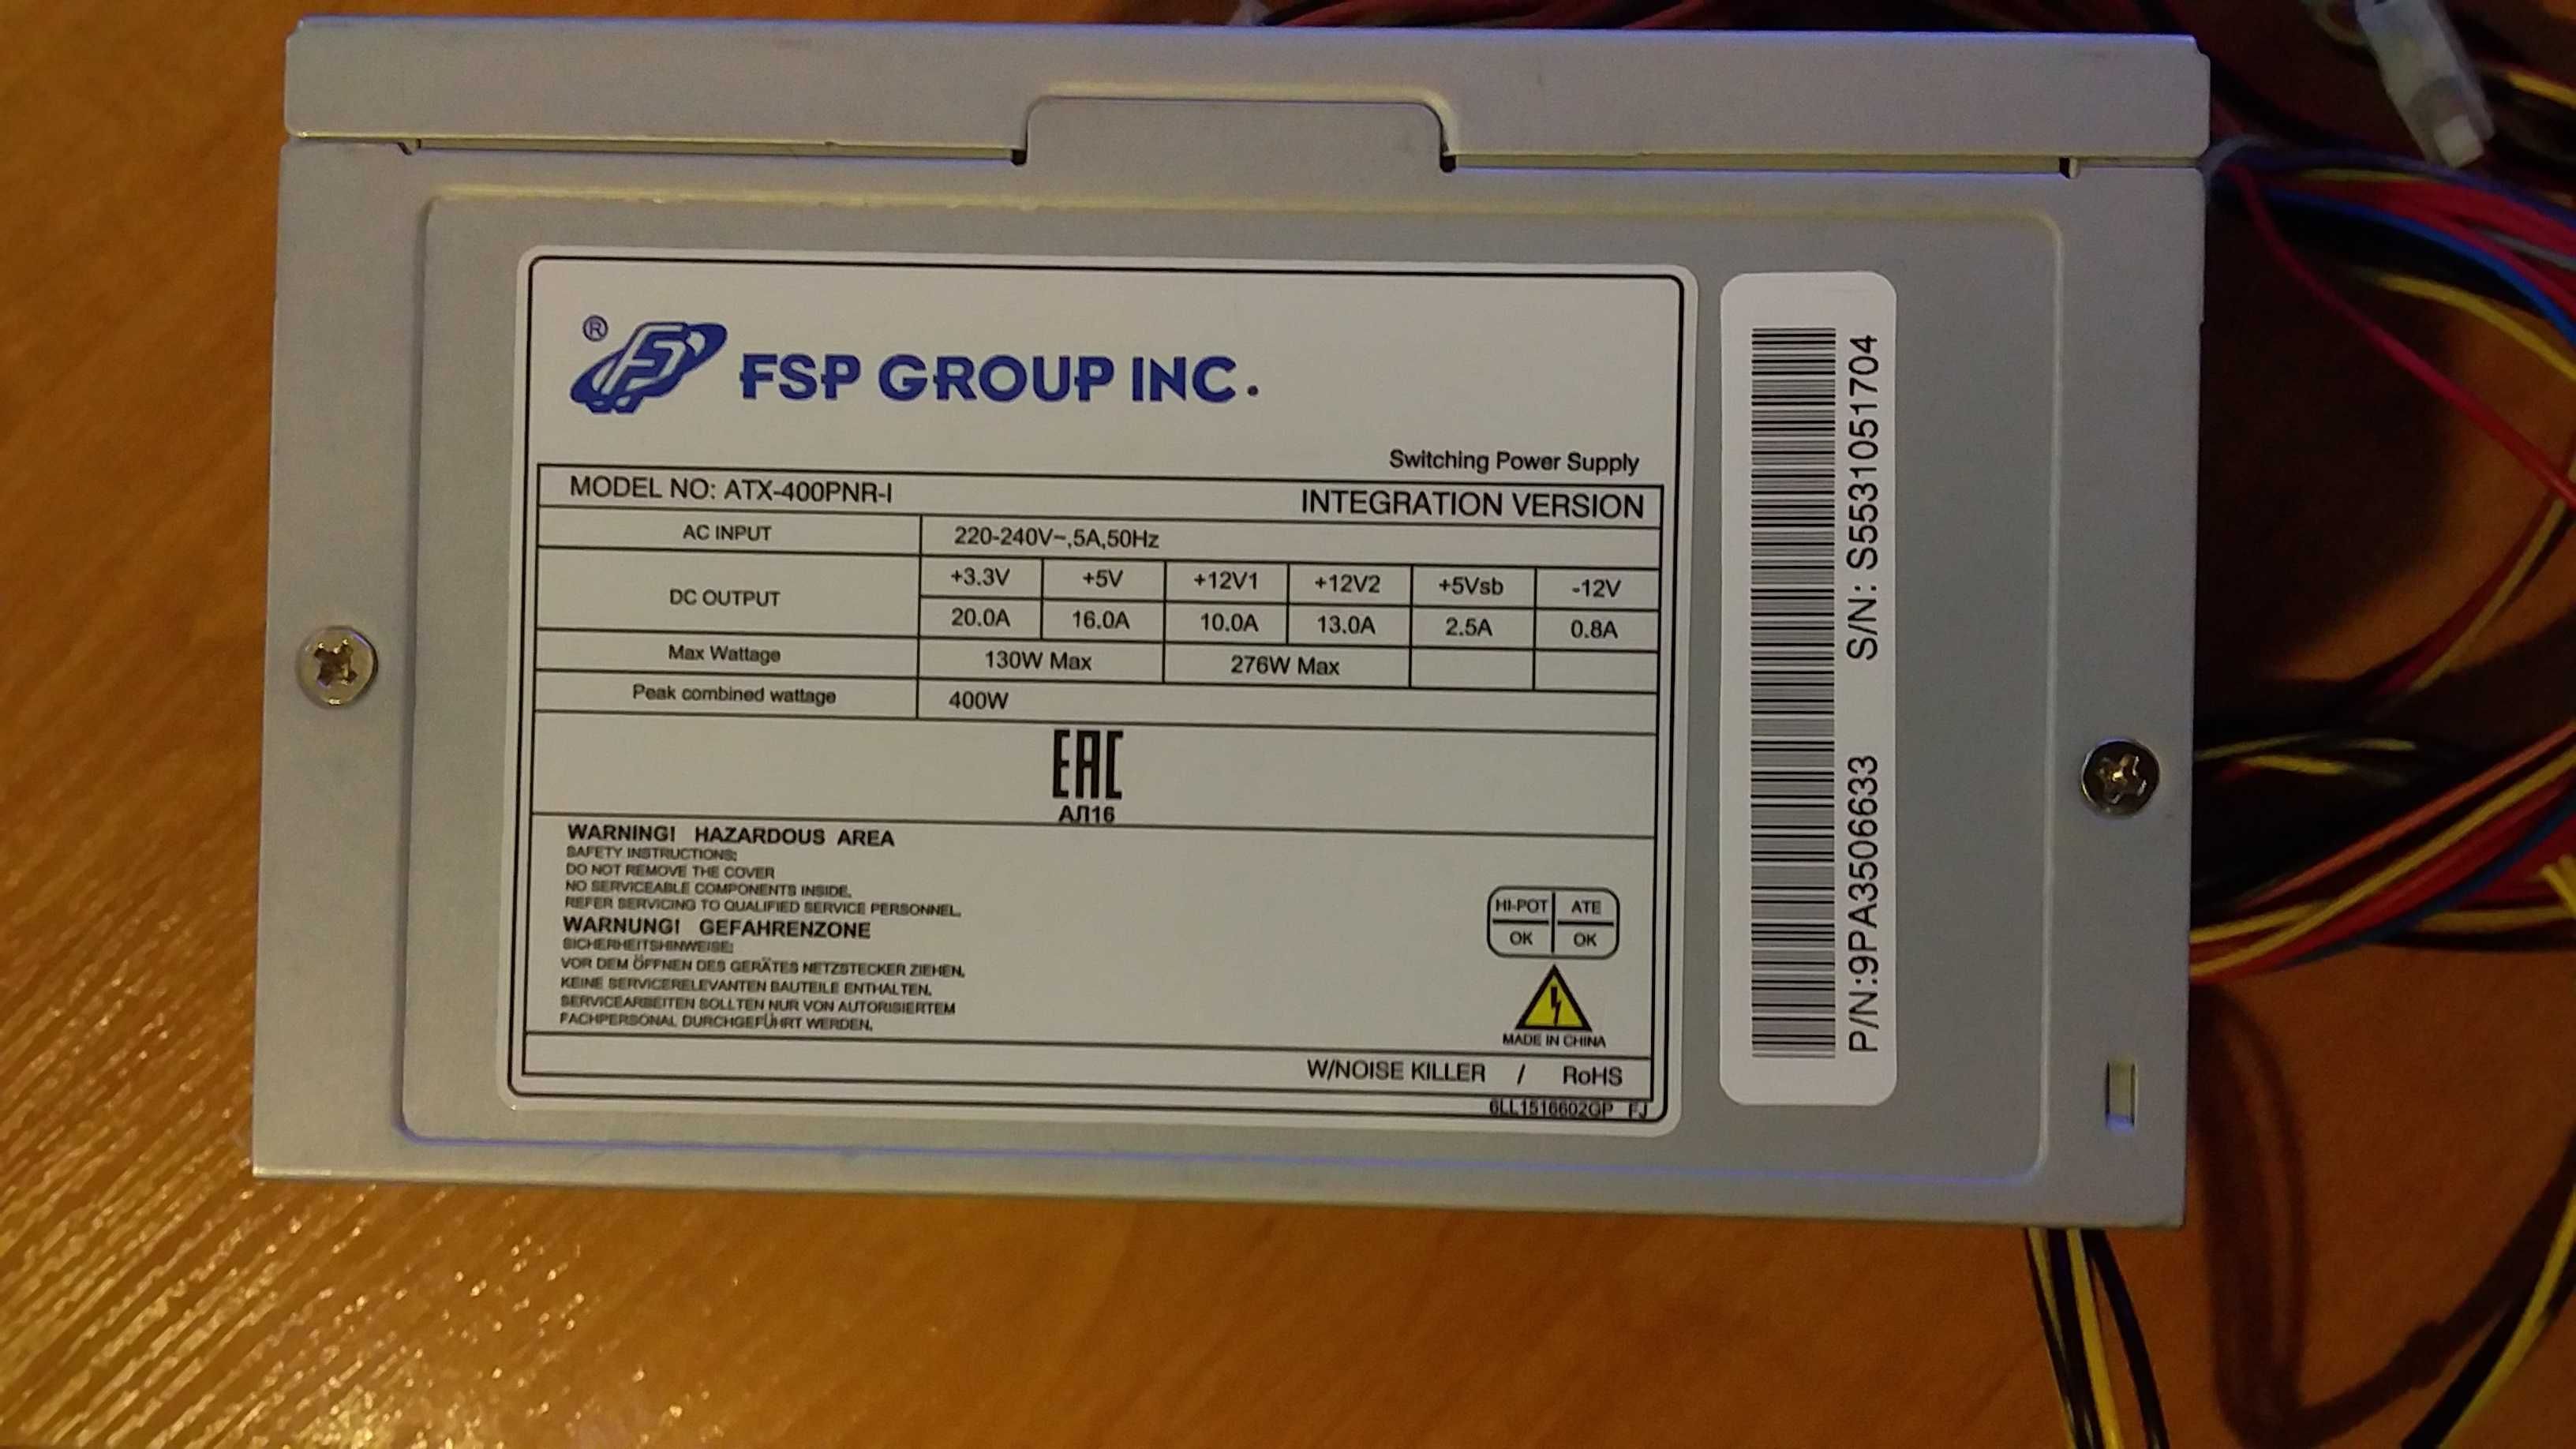 ® FSP GROUP INC.
Switching Power Supply
MODEL NO: ATX-400PNR-I INTEGRATION VERSION
AC INPUT 220-240V~,5A,50Hz
DC OUTPUT +3.3V +5V +12V1 +12V2 +5Vsb -12V
20.0A 16.0A 10.0A 13.0A 2.5A 0.8A
Max Wattage 130W Max 276W Max
Peak combined wattage 400W
EAC
АЛ16
WARNING! HAZARDOUS AREA
SAFETY INSTRUCTIONS:
DO NOT REMOVE THE COVER
NO SERVICEABLE COMPONENTS INSIDE.
REFER SERVICING TO QUALIFIED SERVICE PERSONNEL.
WARNUNG! GEFAHRENZONE
SICHERHEITSHINWEISE:
VOR DEM ÖFFNEN DES GERÄTES NETZSTECKER ZIEHEN.
KEINE SERVICERELEVANTEN BAUTEILE ENTHALTEN.
SERVICEARBEITEN SOLLTEN NUR VON AUTORISIERTEM
FACHPERSONAL DURCHGEFÜHRT WERDEN.
HI-POT ATE
OK OK
MADE IN CHINA
W/NOISE KILLER / RoHS
6LL1516602GP FJ
P/N:9PA3506633 S/N: S5531051704